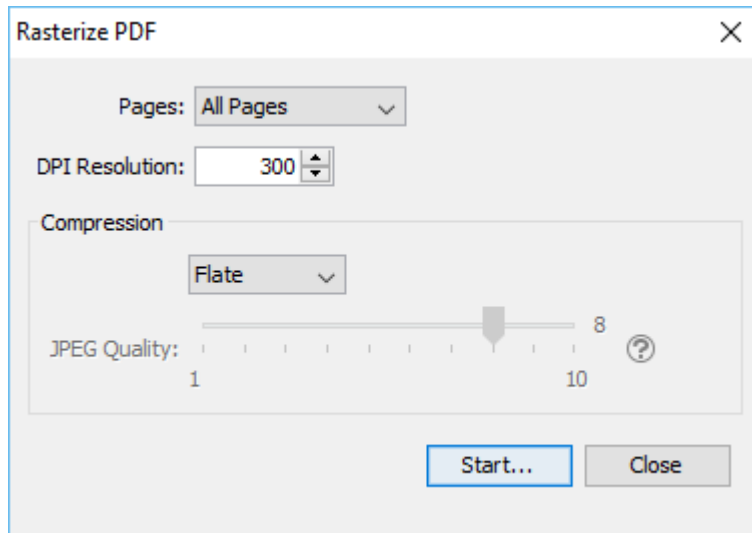 Rasterize PDF
Pages: All Pages
DPI Resolution: 300
Compression
Flate
8
JPEG Quality: ?
1 10
Start... Close